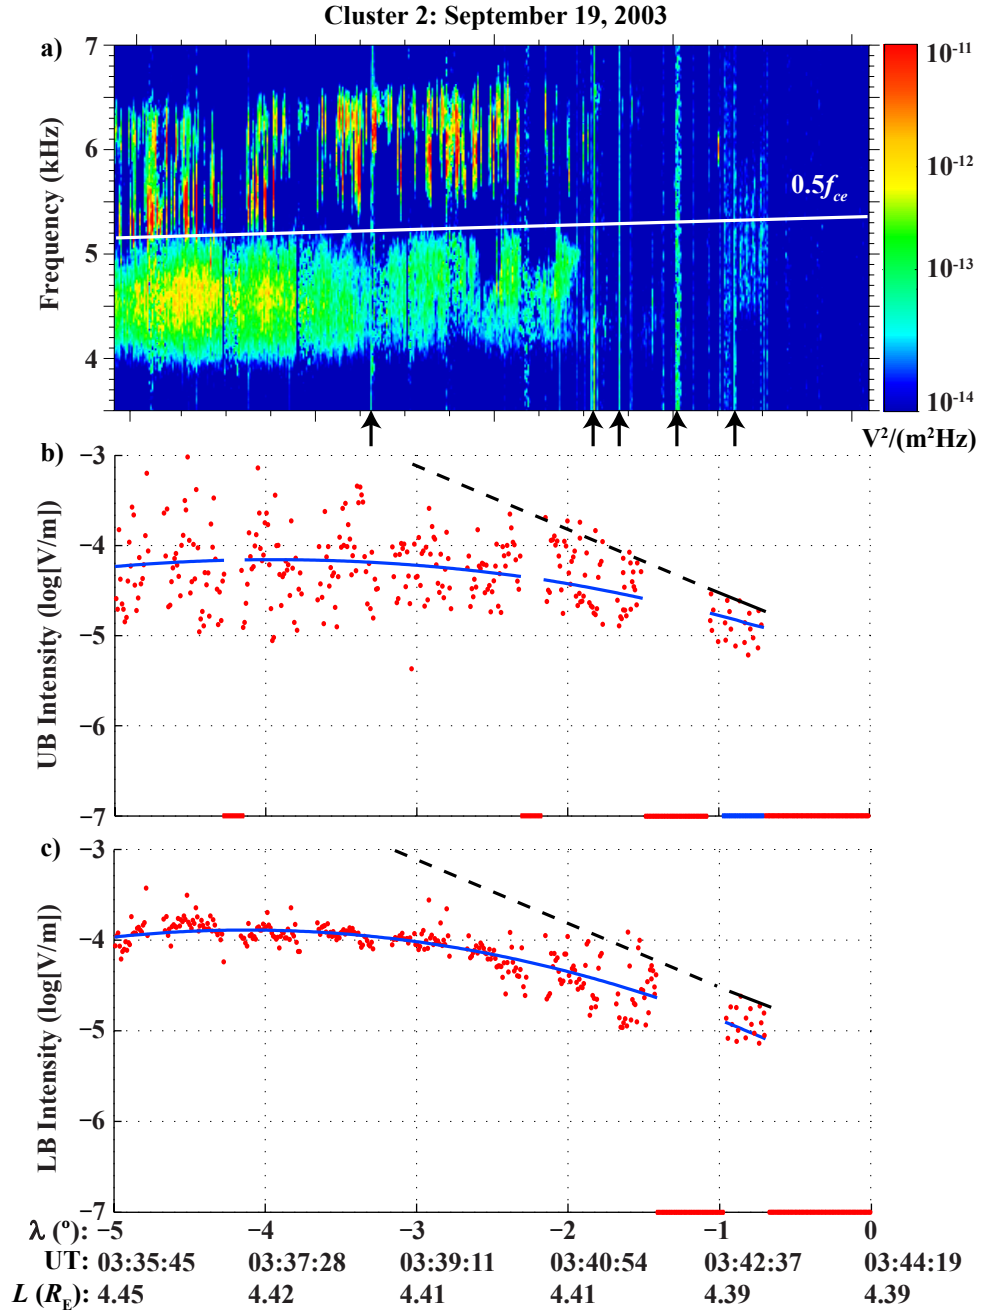 Cluster 2: September 19, 2003
a)
7
6
5
4
Frequency (kHz)
0.5fce
10-11
10-12
10-13
10-14
V2/(m2Hz)
b)
−3
−4
−5
−6
−7
UB Intensity (log[V/m])
c)
−3
−4
−5
−6
−7
LB Intensity (log[V/m])
λ (º): −5 −4 −3 −2 −1 0
UT: 03:35:45 03:37:28 03:39:11 03:40:54 03:42:37 03:44:19
L (RE) 4.45 4.42 4.41 4.41 4.39 4.39